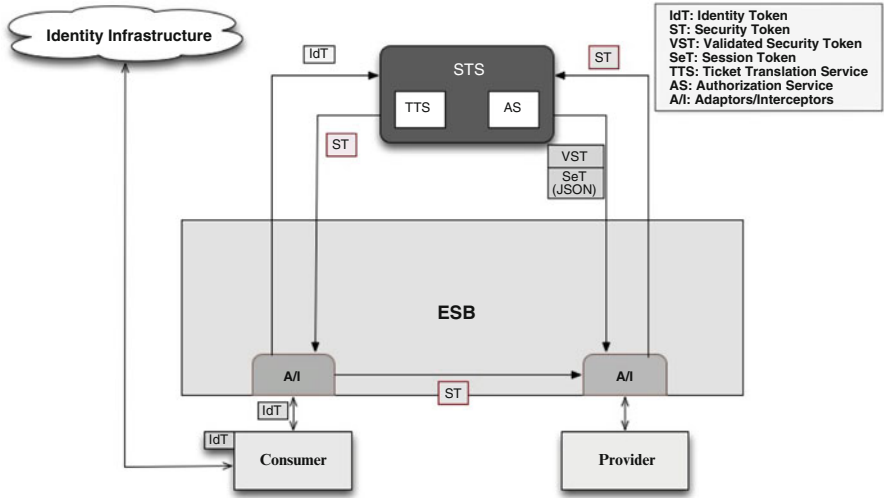 Identity Infrastructure
IdT
STS
TTS
AS
ST
ST
VST
SeT
(JSON)
IdT: Identity Token
ST: Security Token
VST: Validated Security Token
SeT: Session Token
TTS: Ticket Translation Service
AS: Authorization Service
A/I: Adaptors/Interceptors
ESB
A/I
A/I
ST
IdT
IdT
Consumer
Provider